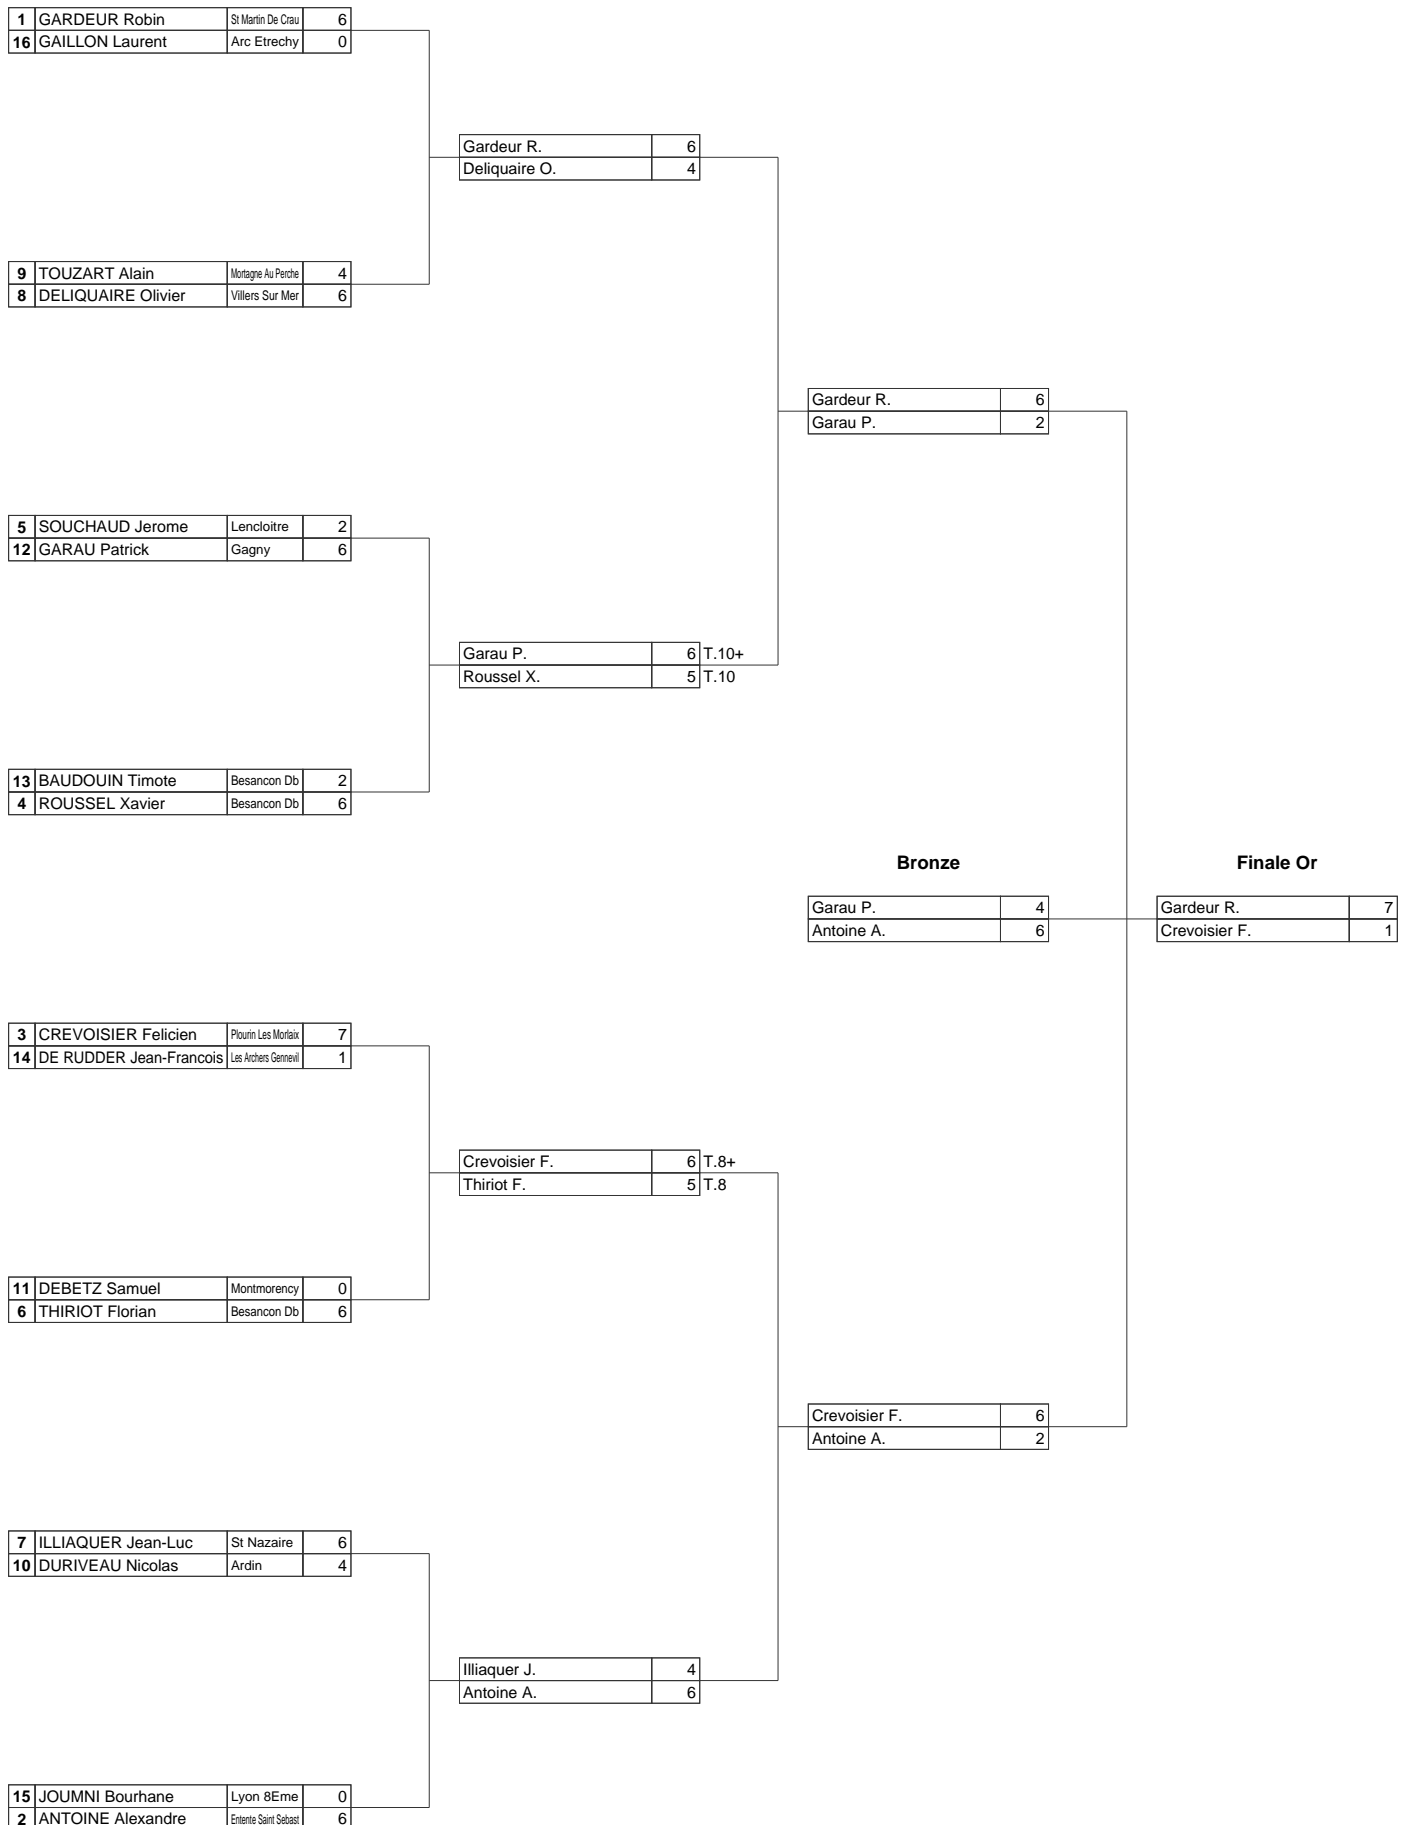 1 GARDEUR Robin St Martin De Crau 6
16 GAILLON Laurent Arc Etrechy 0
Gardeur R. 6
Deliquaire O. 4
9 TOUZART Alain Mortagne Au Perche 4
8 DELIQUAIRE Olivier Villers Sur Mer 6
Gardeur R. 6
Garau P. 2
5 SOUCHAUD Jerome Lencloitre 2
12 GARAU Patrick Gagny 6
Garau P. 6 T.10+
Roussel X. 5 T.10
13 BAUDOUIN Timote Besancon Db 2
4 ROUSSEL Xavier Besancon Db 6
Bronze Finale Or
Garau P. 4 Gardeur R. 7
Antoine A. 6 Crevoisier F. 1
3 CREVOISIER Felicien Plourin Les Morlaix 7
14 DE RUDDER Jean-Francois Les Archers Gennevil 1
Crevoisier F. 6 T.8+
Thiriot F. 5 T.8
11 DEBETZ Samuel Montmorency 0
6 THIRIOT Florian Besancon Db 6
Crevoisier F. 6
Antoine A. 2
7 ILLIAQUER Jean-Luc St Nazaire 6
10 DURIVEAU Nicolas Ardin 4
Illiaquer J. 4
Antoine A. 6
15 JOUMNI Bourhane Lyon 8Eme 0
2 ANTOINE Alexandre Entente Saint Sebast 6